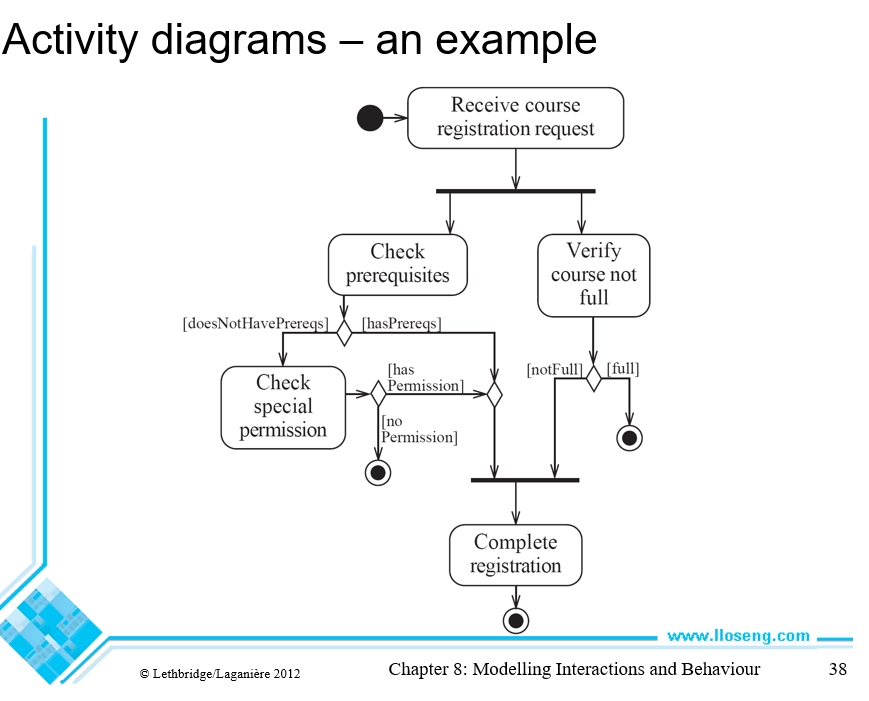 Activity diagrams – an example
Receive course
registration request
Check
prerequisites
Verify
course not
full
[doesNotHavePrereqs]
[hasPrereqs]
Check
special
permission
[has
Permission]
[no
Permission]
[notFull]
[full]
Complete
registration
www.lloseng.com
© Lethbridge/Laganière 2012
Chapter 8: Modelling Interactions and Behaviour
38